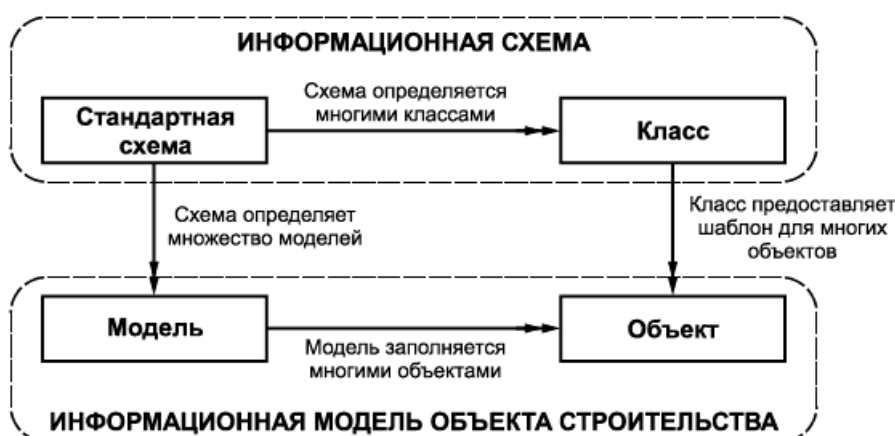 ИНФОРМАЦИОННАЯ СХЕМА
Схема определяется
многими классами
Стандартная
схема
Класс
Схема определяет
множество моделей
Класс предоставляет
шаблон для многих
объектов
Модель
Объект
Модель заполняется
многими объектами
ИНФОРМАЦИОННАЯ МОДЕЛЬ ОБЪЕКТА СТРОИТЕЛЬСТВА